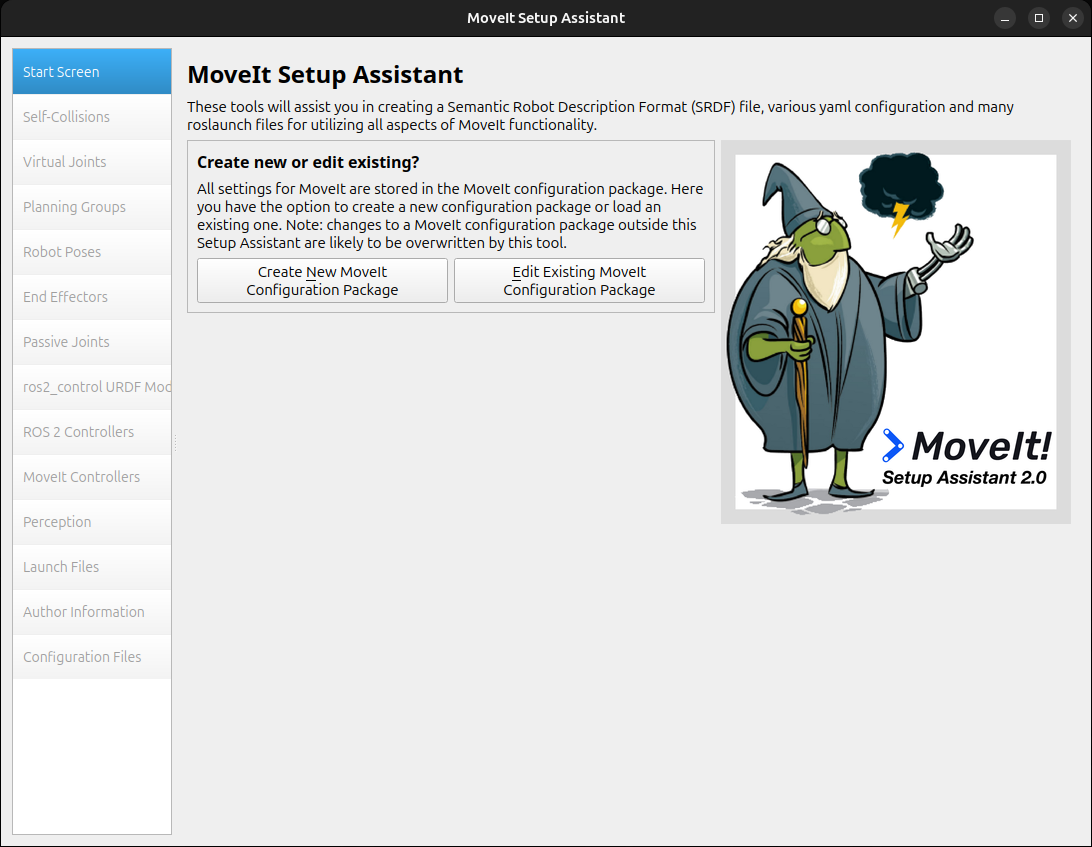 MoveIt Setup Assistant
Start Screen
Self-Collisions
Virtual Joints
Planning Groups
Robot Poses
End Effectors
Passive Joints
ros2_control URDF Mod
ROS 2 Controllers
MoveIt Controllers
Perception
Launch Files
Author Information
Configuration Files
MoveIt Setup Assistant
These tools will assist you in creating a Semantic Robot Description Format (SRDF) file, various yaml configuration and many
roslaunch files for utilizing all aspects of MoveIt functionality.
Create new or edit existing?
All settings for MoveIt are stored in the MoveIt configuration package. Here
you have the option to create a new configuration package or load an
existing one. Note: changes to a MoveIt configuration package outside this
Setup Assistant are likely to be overwritten by this tool.
Create New MoveIt
Configuration Package
Edit Existing MoveIt
Configuration Package
MoveIt!
Setup Assistant 2.0